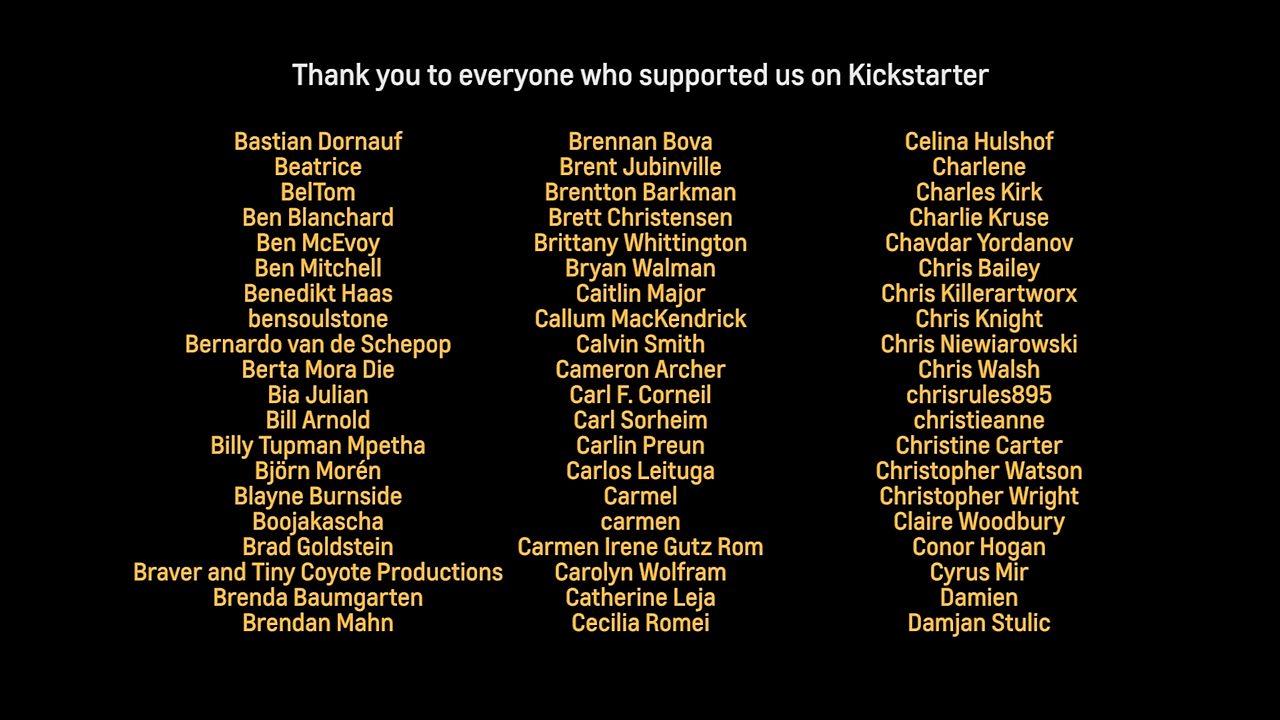 Thank you to everyone who supported us on Kickstarter
Bastian Dornauf
Beatrice
BelTom
Ben Blanchard
Ben McEvoy
Ben Mitchell
Benedikt Haas
bensoulstone
Bernardo van de Schepop
Berta Mora Die
Bia Julian
Bill Arnold
Billy Tupman Mpetha
Björn Morén
Blayne Burnside
Boojakascha
Brad Goldstein
Braver and Tiny Coyote Productions
Brenda Baumgarten
Brendan Mahn
Brennan Bova
Brent Jubinville
Brentton Barkman
Brett Christensen
Brittany Whittington
Bryan Walman
Caitlin Major
Callum MacKendrick
Calvin Smith
Cameron Archer
Carl F. Corneil
Carl Sorheim
Carlin Preun
Carlos Leituga
Carmel
carmen
Carmen Irene Gutz Rom
Carolyn Wolfram
Catherine Leja
Cecilia Romei
Celina Hulshof
Charlene
Charles Kirk
Charlie Kruse
Chavdar Yordanov
Chris Bailey
Chris Killerartworx
Chris Knight
Chris Niewiarowski
Chris Walsh
chrisrules895
christieanne
Christine Carter
Christopher Watson
Christopher Wright
Claire Woodbury
Conor Hogan
Cyrus Mir
Damien
Damjan Stulic